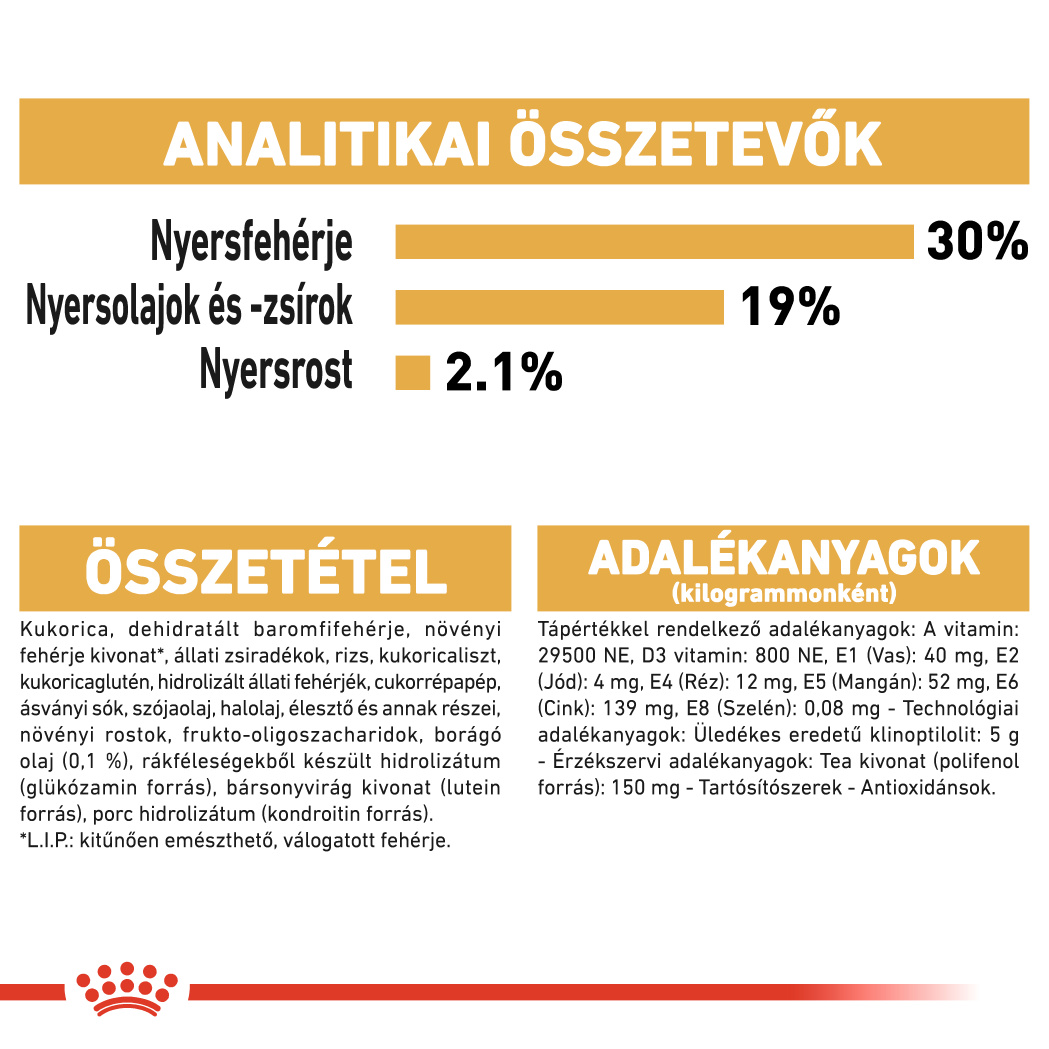 ANALITIKAI ÖSSZETEVŐK
Nyersfehérje 30%
Nyersolajok és -zsírok 19%
Nyersrost 2.1%
ÖSSZETÉTEL
Kukorica, dehidratált baromfifehérje, növényi
fehérje kivonat*, állati zsiradékok, rizs, kukoricaliszt,
kukoricaglutén, hidrolizált állati fehérjék, cukorrépapép,
ásványi sók, szójaolaj, halolaj, élesztő és annak részei,
növényi rostok, frukto-oligoszacharidok, borágó
olaj (0,1 %), rákféleségekből készült hidrolizátum
(glükózamin forrás), bársonyvirág kivonat (lutein
forrás), porc hidrolizátum (kondroitin forrás).
*L.I.P.: kitűnően emészthető, válogatott fehérje.
ADALÉKANYAGOK
(kilogrammonként)
Tápértékkel rendelkező adalékanyagok: A vitamin:
29500 NE, D3 vitamin: 800 NE, E1 (Vas): 40 mg, E2
(Jód): 4 mg, E4 (Réz): 12 mg, E5 (Mangán): 52 mg, E6
(Cink): 139 mg, E8 (Szelén): 0,08 mg - Technológiai
adalékanyagok: Üledékes eredetű klinoptilolit: 5 g
- Érzékszervi adalékanyagok: Tea kivonat (polifenol
forrás): 150 mg - Tartósítószerek - Antioxidánsok.